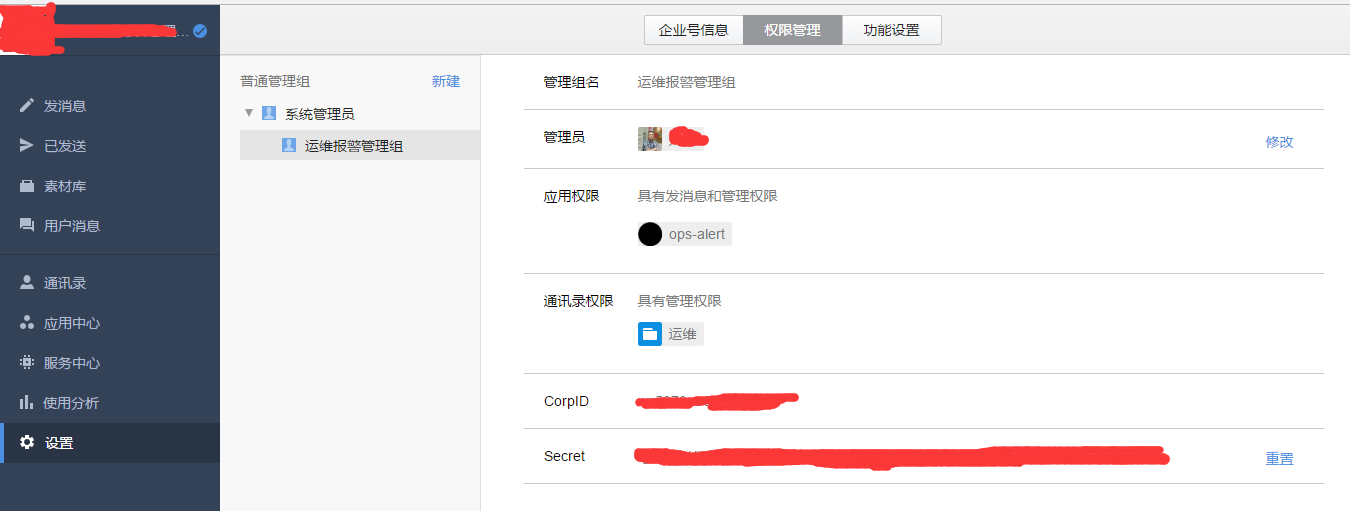 企业号信息
权限管理
功能设置
发消息
已发送
素材库
用户消息
通讯录
应用中心
服务中心
使用分析
设置
普通管理组 新建
系统管理员
运维报警管理组
管理组名 运维报警管理组
管理员 修改
应用权限 具有发消息和管理权限
ops-alert
通讯录权限 具有管理权限
运维
CorpID
Secret 重置